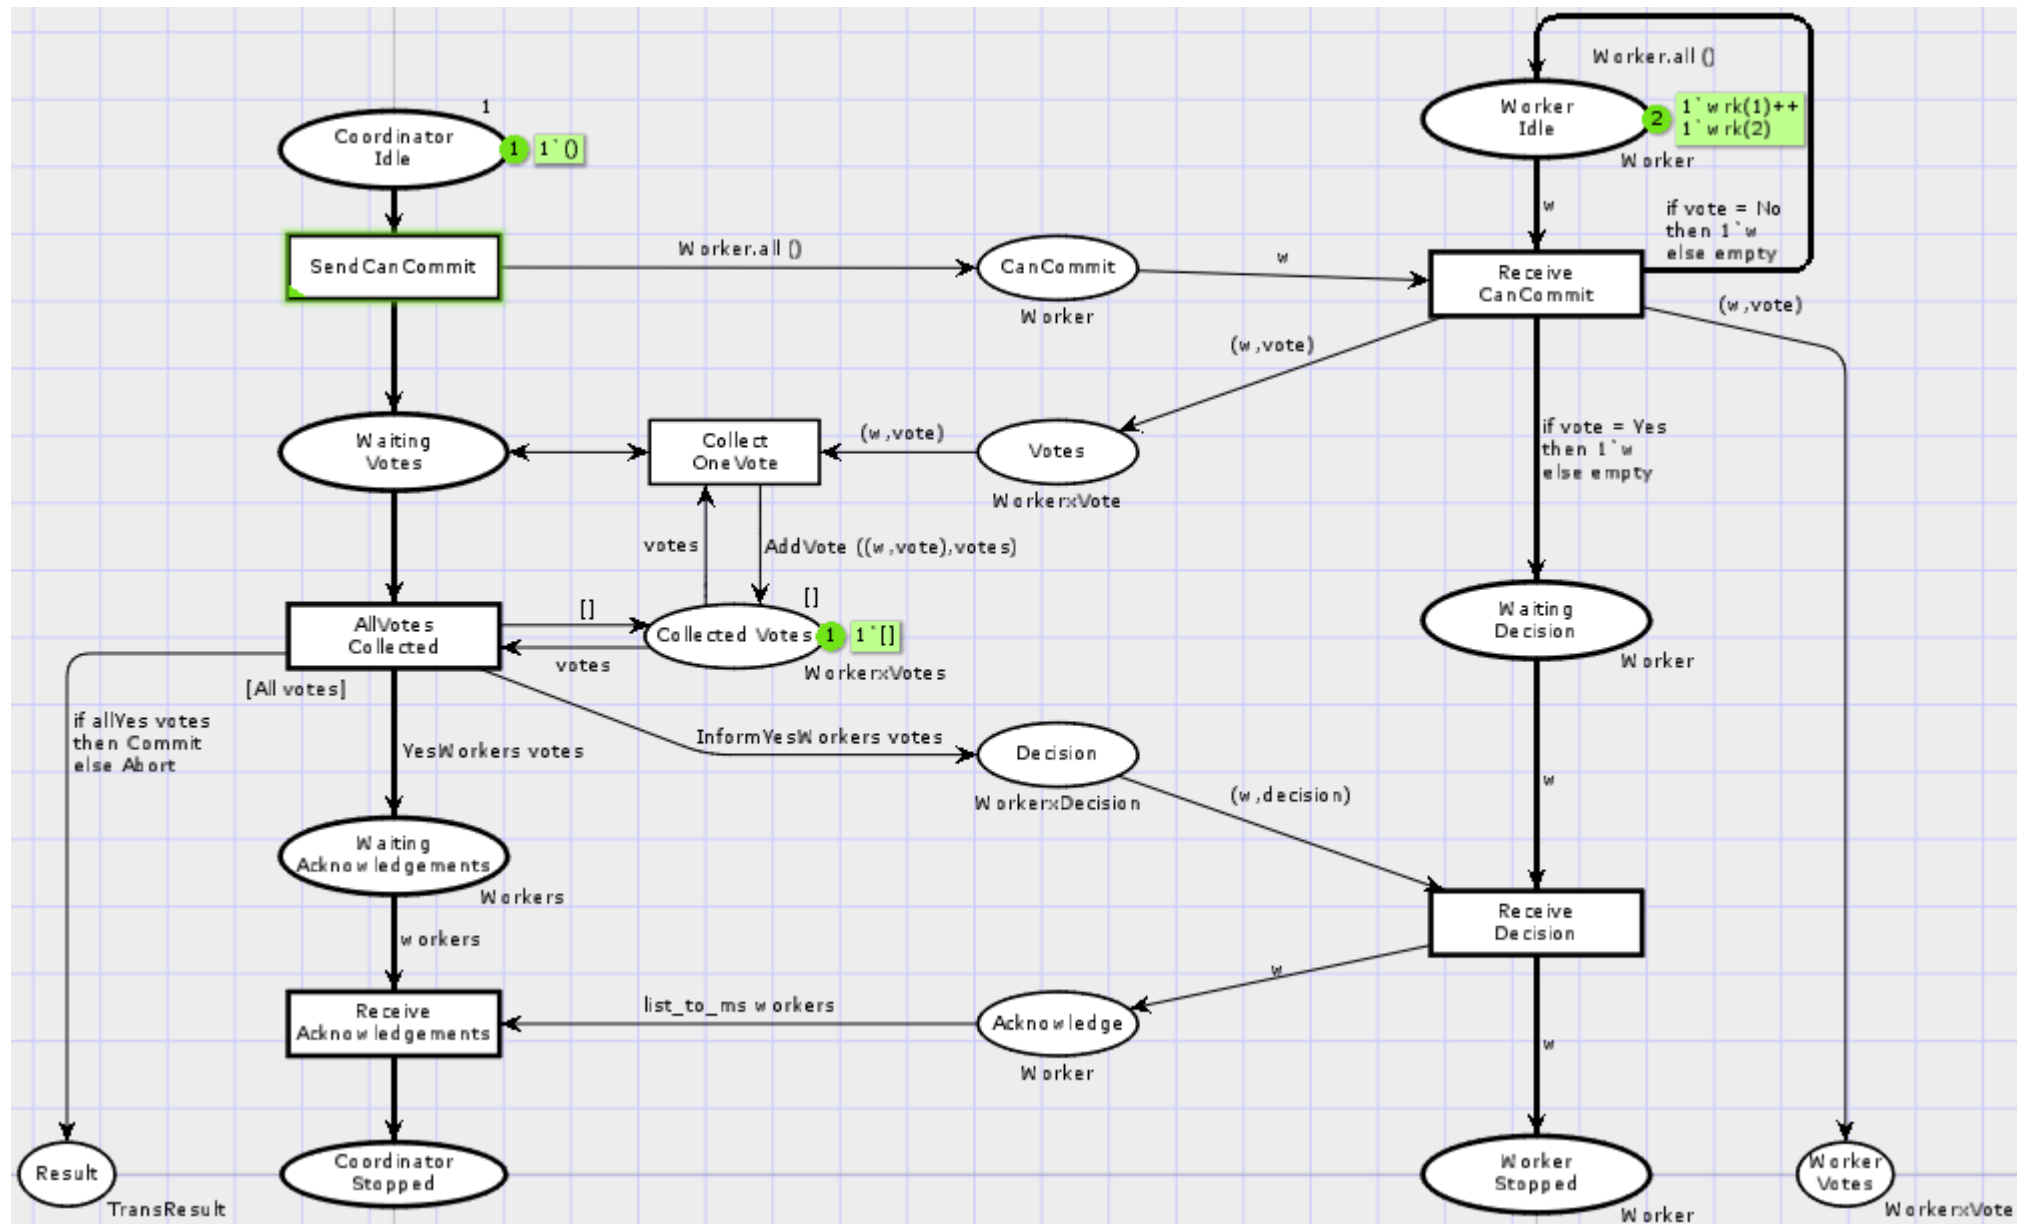 Worker.all ()
1
Coordinator
Idle
1
1`()
Worker
Idle
2
1`wrk(1)++
1`wrk(2)
Worker
w
if vote = No
then 1`w
else empty
SendCanCommit
Worker.all ()
CanCommit
Worker
w
Receive
CanCommit
(w,vote)
(w,vote)
Waiting
Votes
Collect
OneVote
(w,vote)
Votes
WorkerxVote
if vote = Yes
then 1`w
else empty
votes
AddVote ((w,vote),votes)
AllVotes
Collected
[All votes]
[]
votes
[]
Collected Votes
1
1`[]
WorkerxVotes
Waiting
Decision
Worker
if allYes votes
then Commit
else Abort
YesWorkers votes
InformYesWorkers votes
Decision
WorkerxDecision
(w,decision)
w
Waiting
Acknowledgements
Workers
workers
Receive
Decision
w
Receive
Acknowledgements
list_to_ms workers
Acknowledge
Worker
w
Result
TransResult
Coordinator
Stopped
Worker
Stopped
Worker
Worker
Votes
WorkerxVote